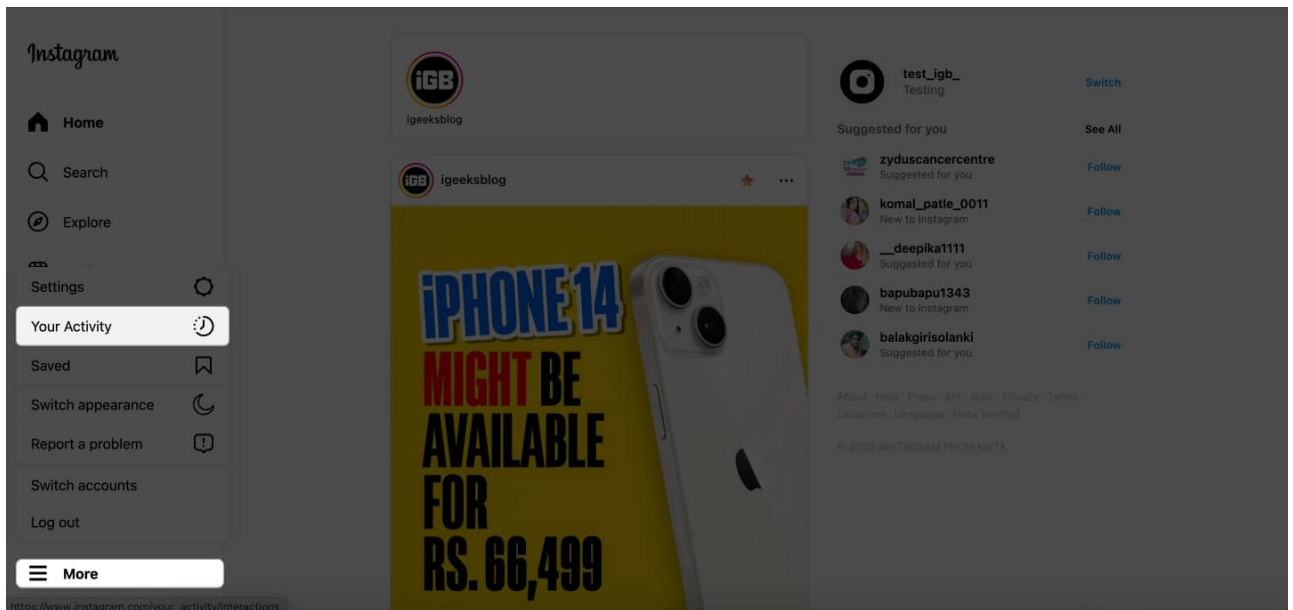 Instagram
Home
Search
Explore
Settings
Your Activity
Saved
Switch appearance
Report a problem
Switch accounts
Log out
More
https://www.instagram.com/your_activity/interactions
iGB
igeeksblog
iGB igeeksblog
iPHONE 14
MIGHT BE
AVAILABLE
FOR
RS. 66,499
test_igb_
Testing
Switch
Suggested for you See All
zyduscancercentre
Suggested for you
Follow
komal_patle_0011
New to Instagram
Follow
__deepika1111
Suggested for you
Follow
bapubapu1343
New to Instagram
Follow
balakgirisolanki
Suggested for you
Follow
About · Help · Press · API · Jobs · Privacy · Terms ·
Locations · Language · Meta Verified
© 2023 INSTAGRAM FROM META